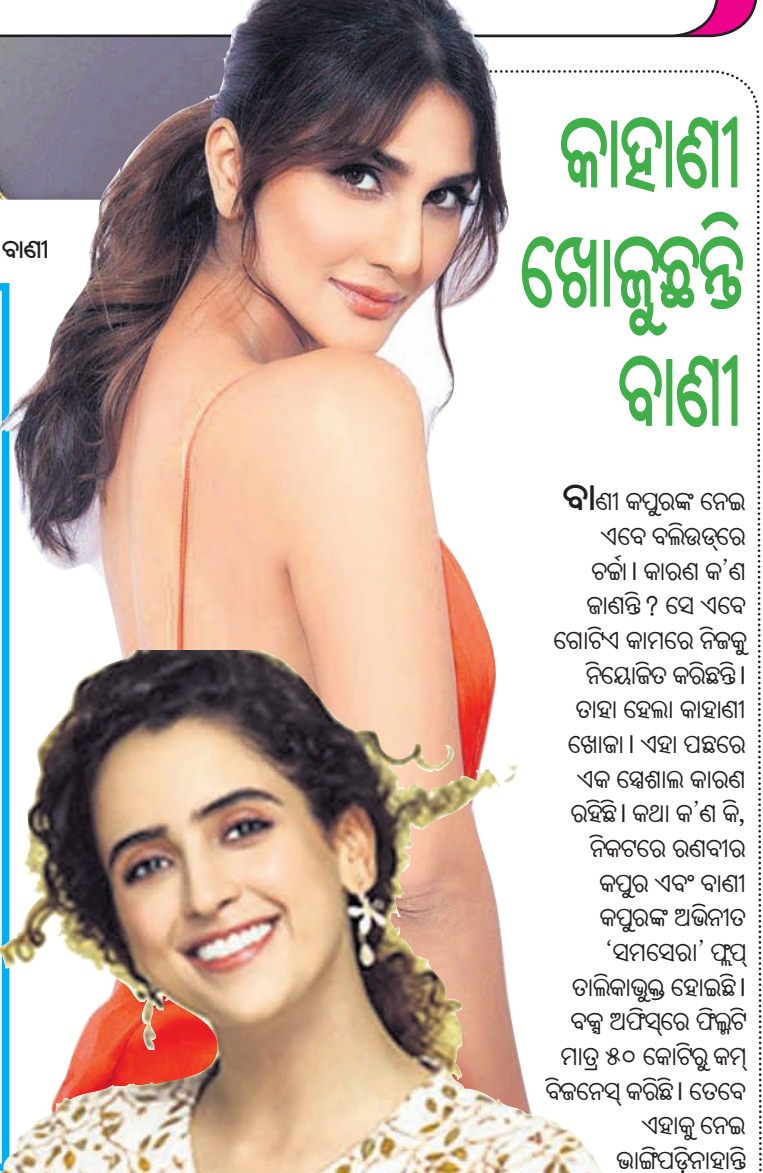 ବାଣୀ
କାହାଣୀ
ଖୋଜୁଛନ୍ତି
ବାଣୀ
ବାଣୀ କପୁରଙ୍କ ନେଇ
ଏବେ ବଲିଉଡ୍‌ରେ
ଚର୍ଚ୍ଚା । କାରଣ କ'ଣ
ଜାଣନ୍ତି ? ସେ ଏବେ
ଗୋଟିଏ କାମରେ ନିଜକୁ
ନିୟୋଜିତ କରିଛନ୍ତି ।
ତାହା ହେଲା କାହାଣୀ
ଖୋଜା । ଏହା ପଛରେ
ଏକ ସ୍ପେଶାଲ କାରଣ
ରହିଛି । କଥା କ'ଣ କି,
ନିକଟରେ ରଣବୀର
କପୁର ଏବଂ ବାଣୀ
କପୁରଙ୍କ ଅଭିନୀତ
‘ସମସେରା’ ଫ୍ଲପ୍
ତାଲିକାଭୁକ୍ତ ହୋଇଛି ।
ବକ୍ସ ଅଫିସ୍‌ରେ ଫିଲ୍ମଟି
ମାତ୍ର ୫୦ କୋଟିରୁ କମ୍
ବିଜନେସ୍ କରିଛି । ତେବେ
ଏହାକୁ ନେଇ
ଭାଙ୍ଗିପଡ଼ିନାହାନ୍ତି